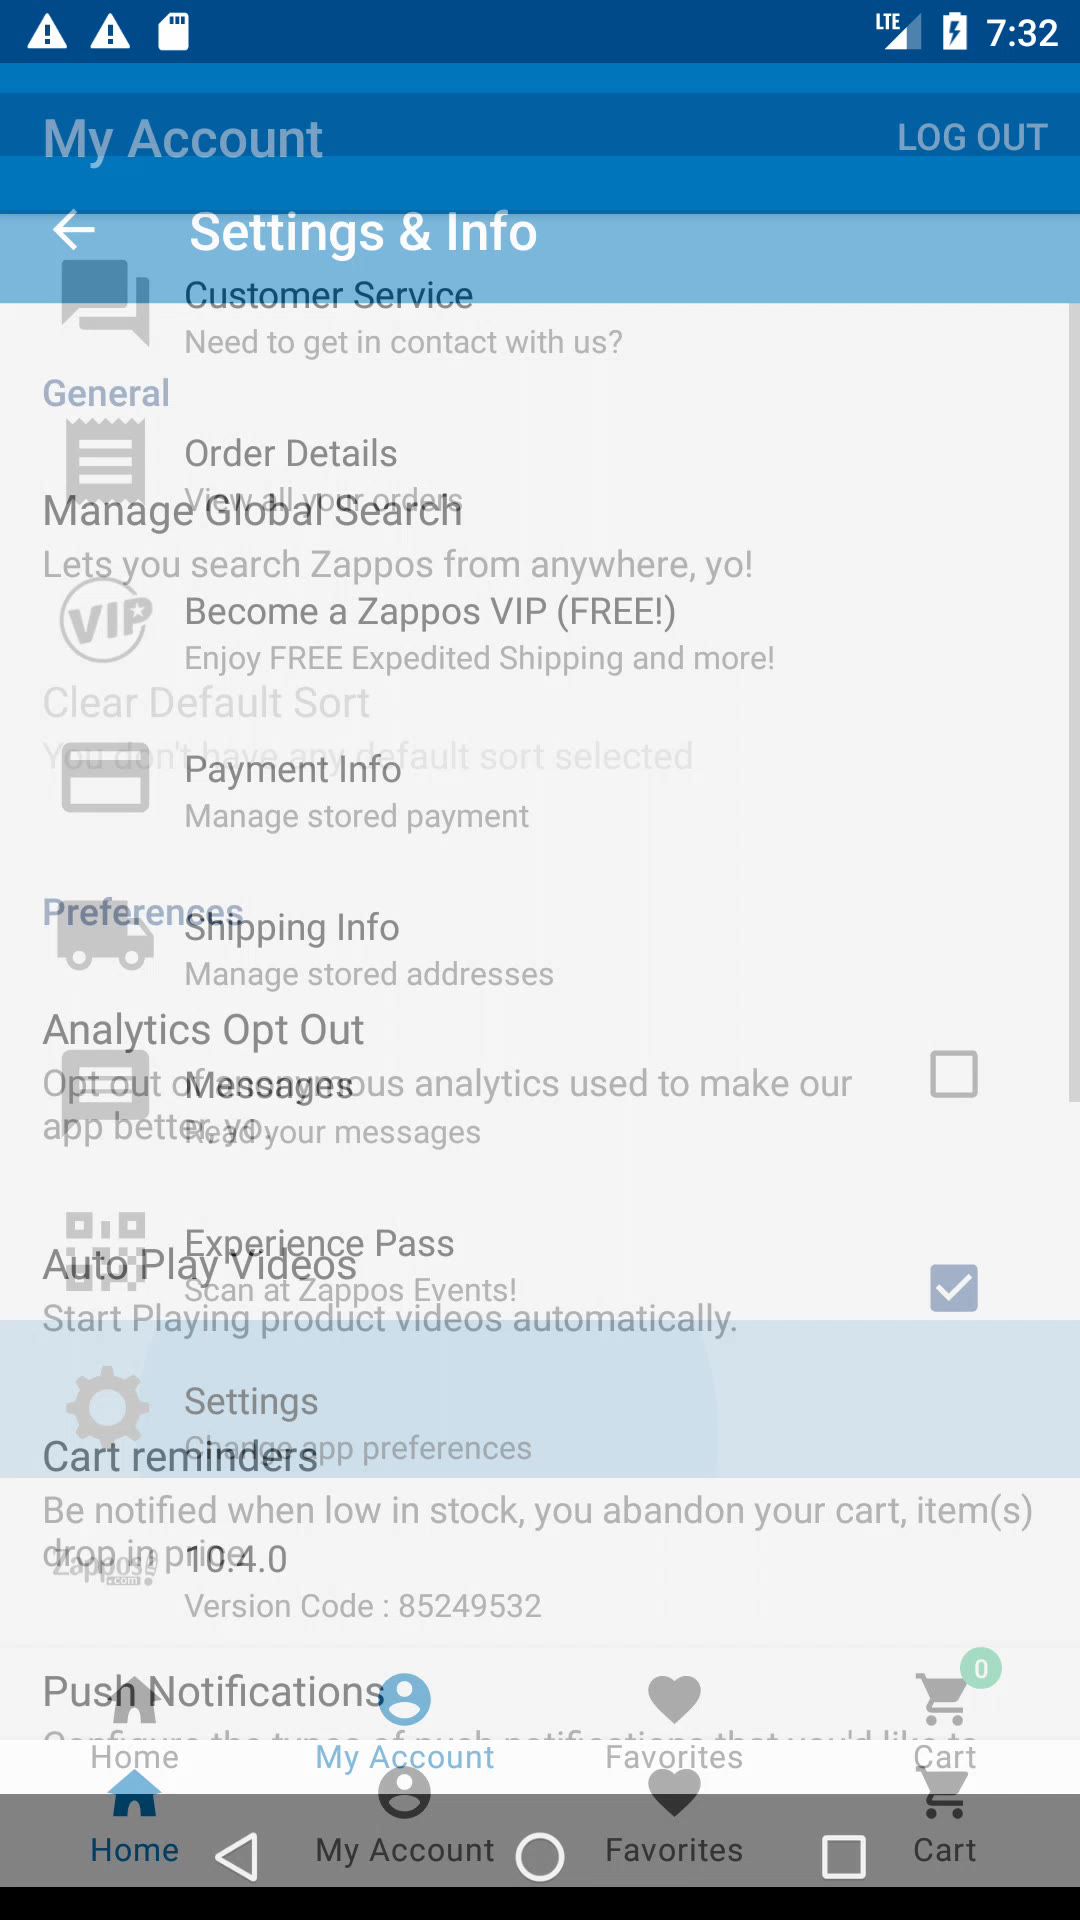 LTE 7:32
My Account LOG OUT
Settings & Info
Customer Service
Need to get in contact with us?
General
Order Details
View all your orders
Manage Global Search
Lets you search Zappos from anywhere, yo!
VIP Become a Zappos VIP (FREE!)
Enjoy FREE Expedited Shipping and more!
Clear Default Sort
You don't have any default sort selected
Payment Info
Manage stored payment
Preferences
Shipping Info
Manage stored addresses
Analytics Opt Out
Opt out of anonymous analytics used to make our
app better, yo.
Messages
Read your messages
Experience Pass
Auto Play Videos
Scan at Zappos Events!
Start Playing product videos automatically.
Settings
Change app preferences
Cart reminders
Be notified when low in stock, you abandon your cart, item(s)
drop in price
Zappos .com 10.4.0
Version Code : 85249532
0
Push Notifications
Configure the types of push notifications that you'd like to
Home My Account Favorites Cart
Home My Account Favorites Cart